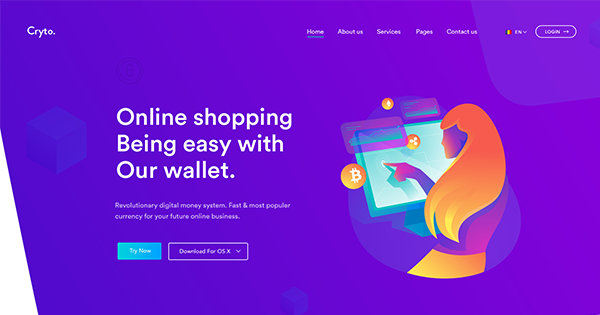 Cryto.
Home About us Services Pages Contact us EN LOGIN
Online shopping
Being easy with
Our wallet.
Revolutionary digital money system. Fast & most populer
currency for your future online business.
Try Now Download For OS X